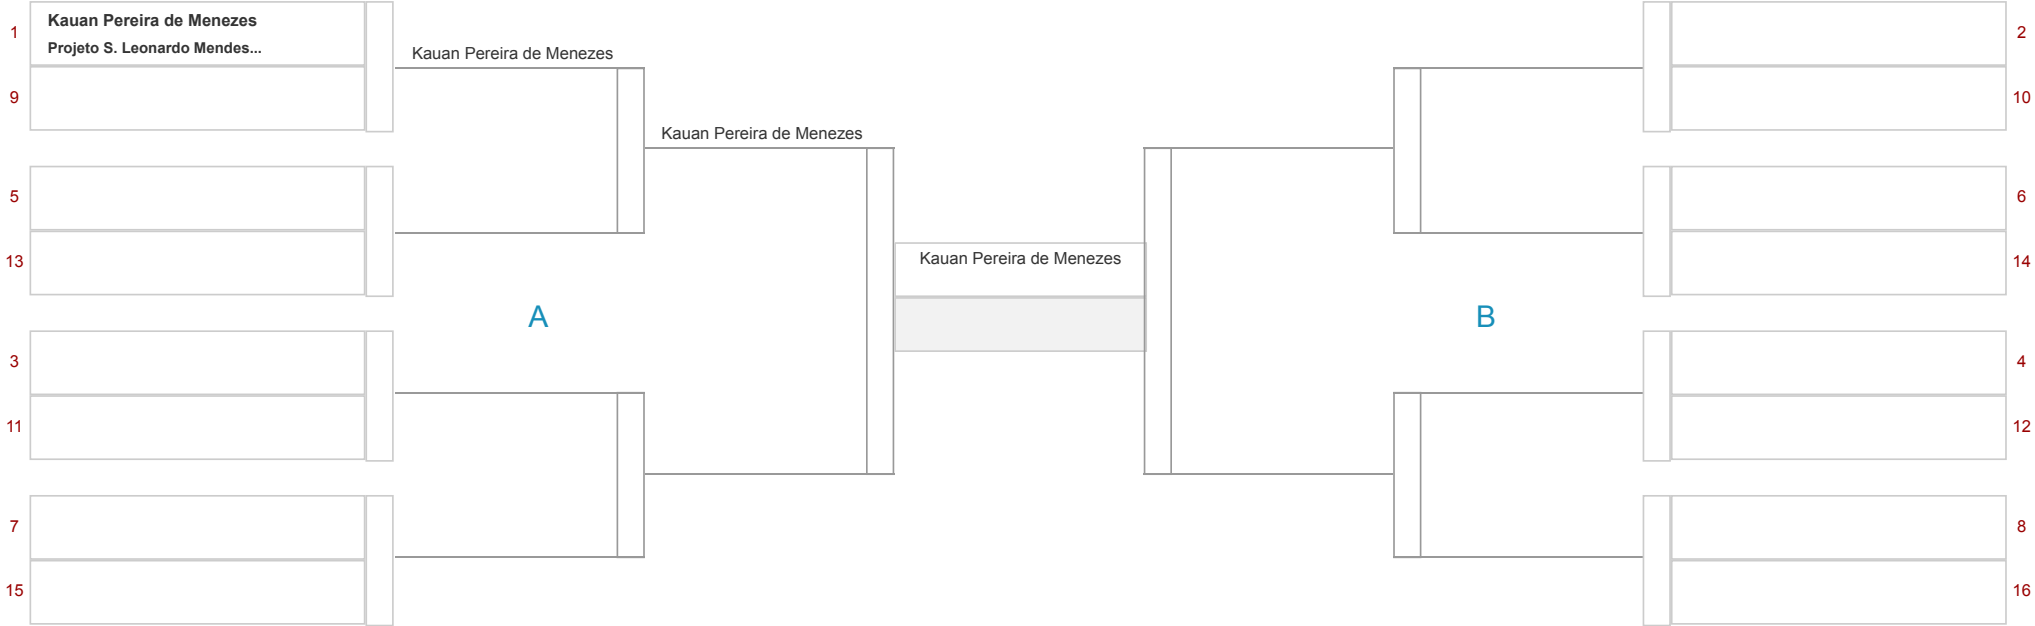 1
Kauan Pereira de Menezes
Projeto S. Leonardo Mendes...
9
5
13
3
11
7
15
Kauan Pereira de Menezes
Kauan Pereira de Menezes
A
Kauan Pereira de Menezes
B
2
10
6
14
4
12
8
16